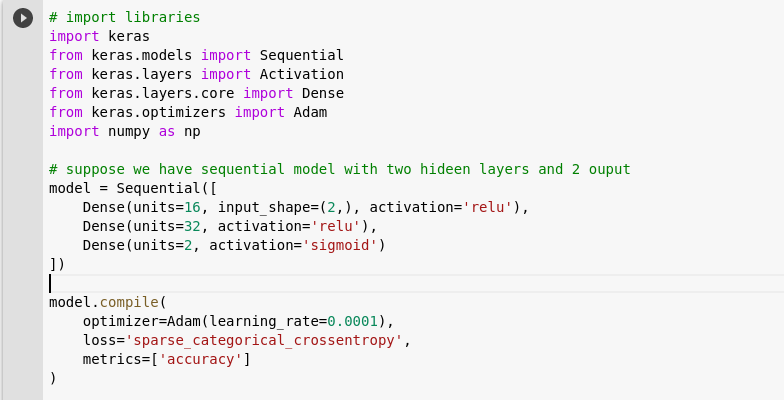 # import libraries
import keras
from keras.models import Sequential
from keras.layers import Activation
from keras.layers.core import Dense
from keras.optimizers import Adam
import numpy as np
# suppose we have sequential model with two hideen layers and 2 ouput
model = Sequential([
    Dense(units=16, input_shape=(2,), activation='relu'),
    Dense(units=32, activation='relu'),
    Dense(units=2, activation='sigmoid')
])
model.compile(
    optimizer=Adam(learning_rate=0.0001),
    loss='sparse_categorical_crossentropy',
    metrics=['accuracy']
)